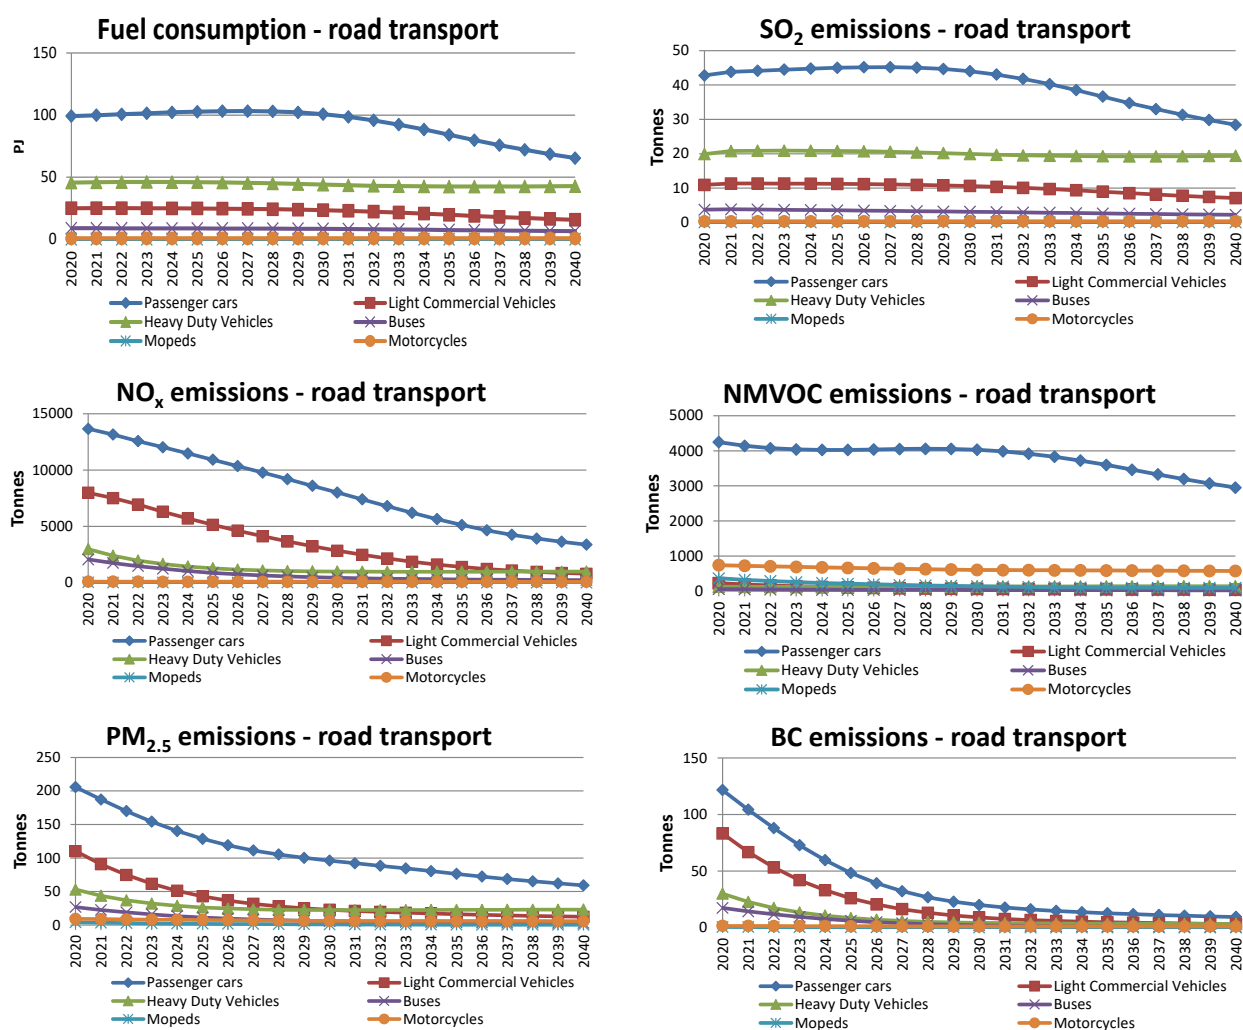 Fuel consumption - road transport
150
100
50
0
PJ
2020 2021 2022 2023 2024 2025 2026 2027 2028 2029 2030 2031 2032 2033 2034 2035 2036 2037 2038 2039 2040
Passenger cars Light Commercial Vehicles
Heavy Duty Vehicles Buses
Mopeds Motorcycles
SO2 emissions - road transport
50
40
30
20
10
0
Tonnes
2020 2021 2022 2023 2024 2025 2026 2027 2028 2029 2030 2031 2032 2033 2034 2035 2036 2037 2038 2039 2040
Passenger cars Light Commercial Vehicles
Heavy Duty Vehicles Buses
Mopeds Motorcycles
NOx emissions - road transport
15000
10000
5000
0
Tonnes
2020 2021 2022 2023 2024 2025 2026 2027 2028 2029 2030 2031 2032 2033 2034 2035 2036 2037 2038 2039 2040
Passenger cars Light Commercial Vehicles
Heavy Duty Vehicles Buses
Mopeds Motorcycles
NMVOC emissions - road transport
5000
4000
3000
2000
1000
0
Tonnes
2020 2021 2022 2023 2024 2025 2026 2027 2028 2029 2030 2031 2032 2033 2034 2035 2036 2037 2038 2039 2040
Passenger cars Light Commercial Vehicles
Heavy Duty Vehicles Buses
Mopeds Motorcycles
PM2.5 emissions - road transport
250
200
150
100
50
0
Tonnes
2020 2021 2022 2023 2024 2025 2026 2027 2028 2029 2030 2031 2032 2033 2034 2035 2036 2037 2038 2039 2040
Passenger cars Light Commercial Vehicles
Heavy Duty Vehicles Buses
Mopeds Motorcycles
BC emissions - road transport
150
100
50
0
Tonnes
2020 2021 2022 2023 2024 2025 2026 2027 2028 2029 2030 2031 2032 2033 2034 2035 2036 2037 2038 2039 2040
Passenger cars Light Commercial Vehicles
Heavy Duty Vehicles Buses
Mopeds Motorcycles